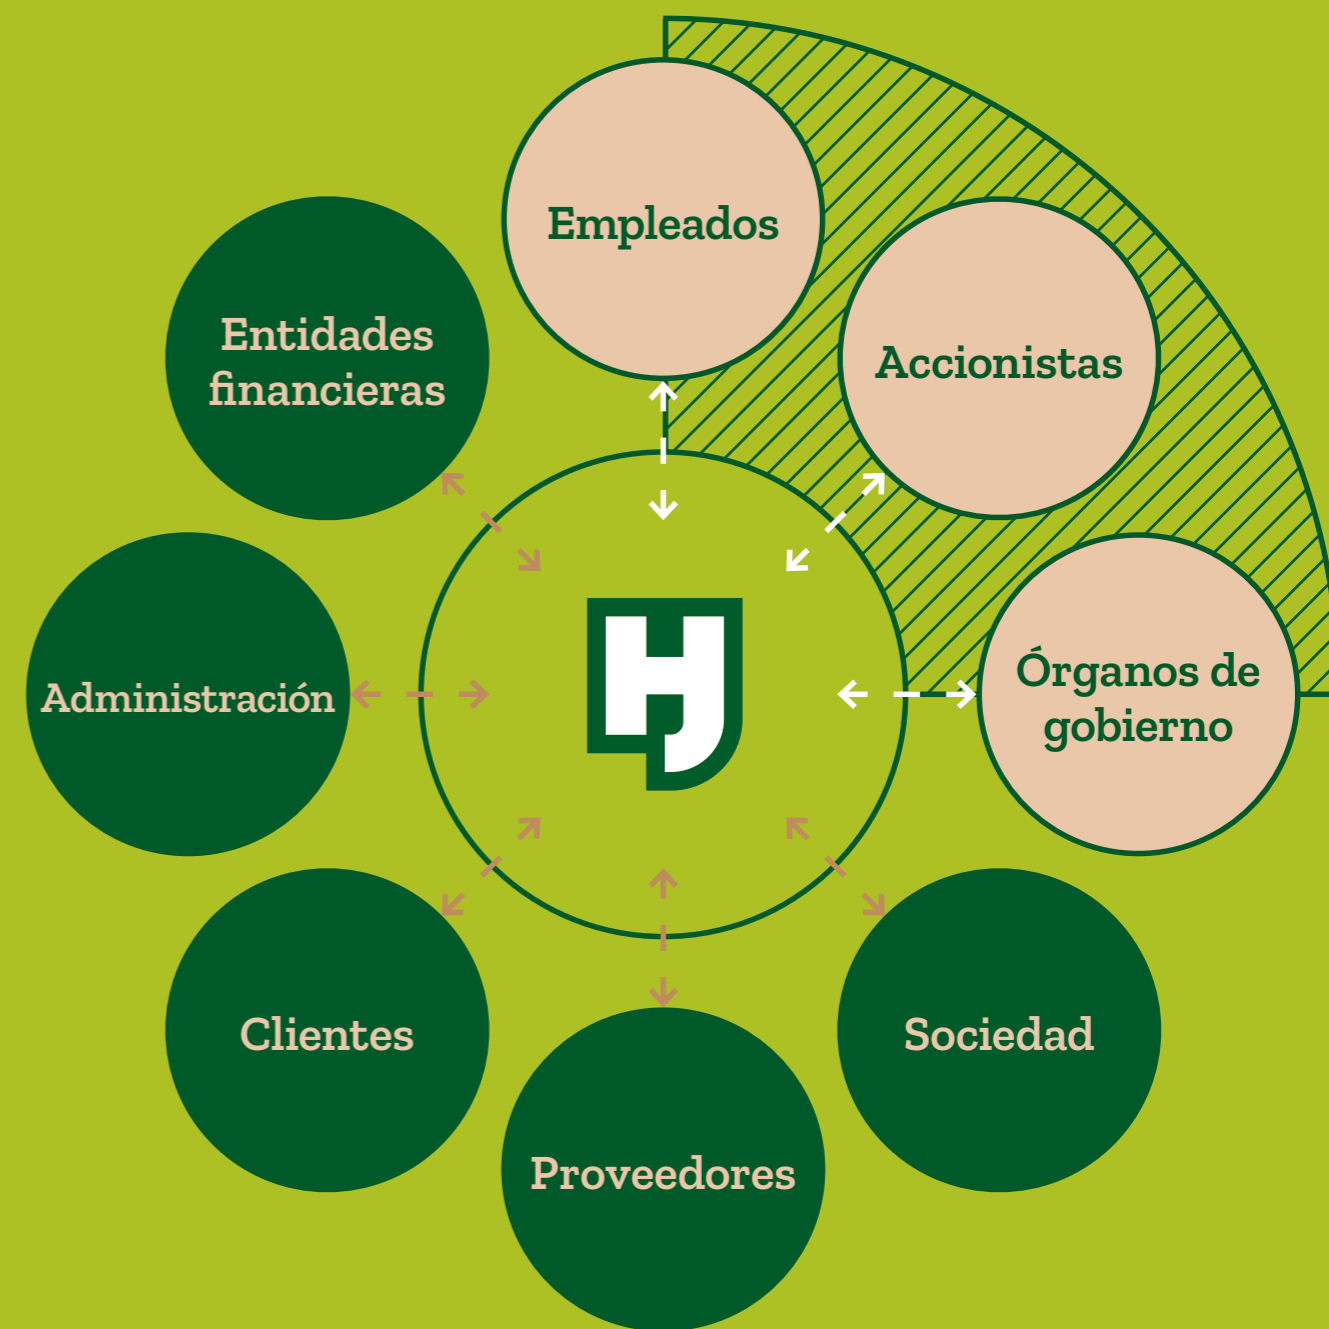 Empleados
Accionistas
Órganos de
gobierno
Sociedad
Proveedores
Clientes
Administración
Entidades
financieras
HJ